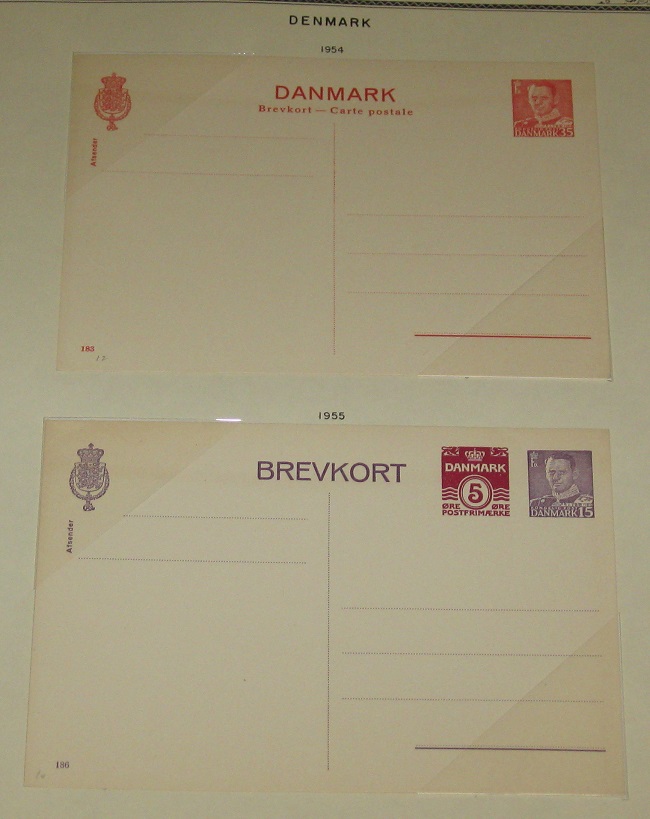 DENMARK
1954
DANMARK
Brevkort — Carte postale
DANMARK 35
Afsender
183
13
1955
BREVKORT
DANMARK
5
ØRE ØRE
POSTFRIMÆRKE
DANMARK 15
Afsender
186